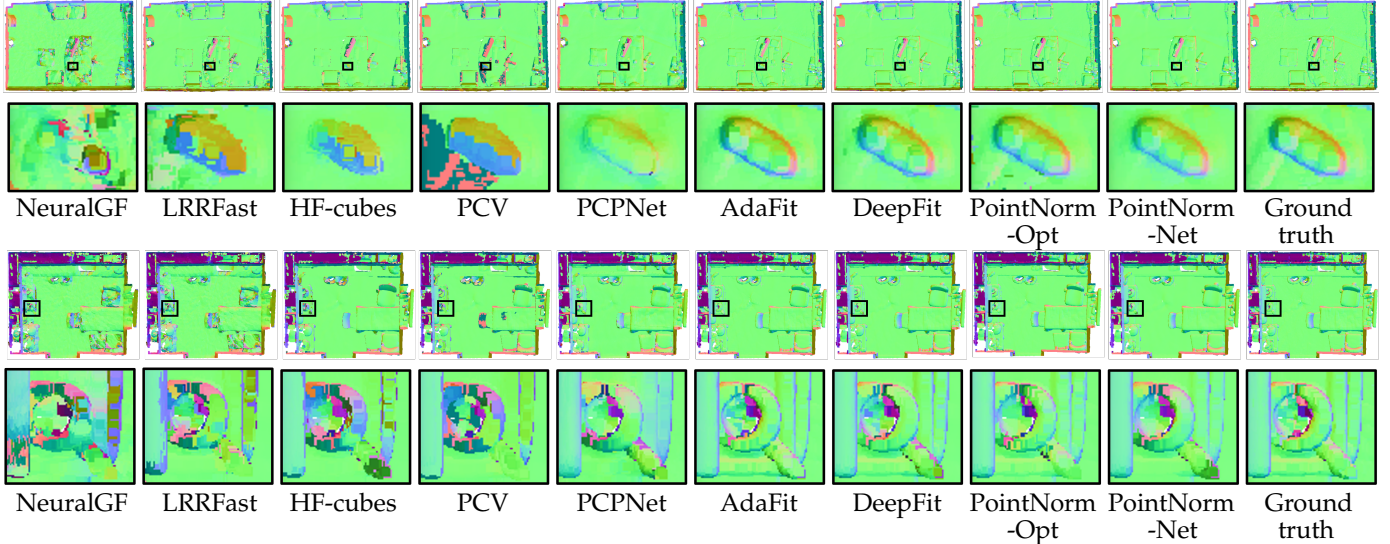 NeuralGF LRRFast HF-cubes PCV PCPNet AdaFit DeepFit PointNorm PointNorm Ground
-Opt -Net truth
NeuralGF LRRFast HF-cubes PCV PCPNet AdaFit DeepFit PointNorm PointNorm Ground
-Opt -Net truth